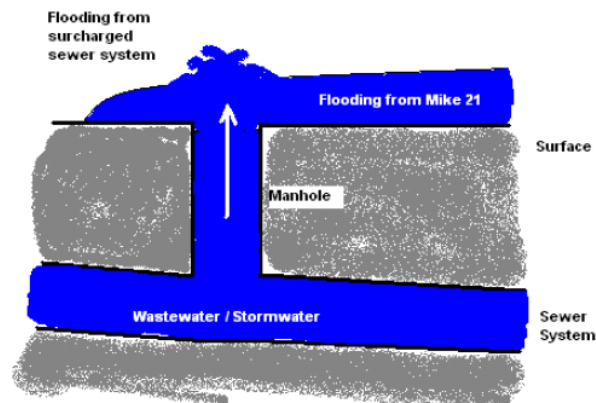 Flooding from
surcharged
sewer system
Flooding from Mike 21
Surface
Manhole
Wastewater / Stormwater
Sewer
System